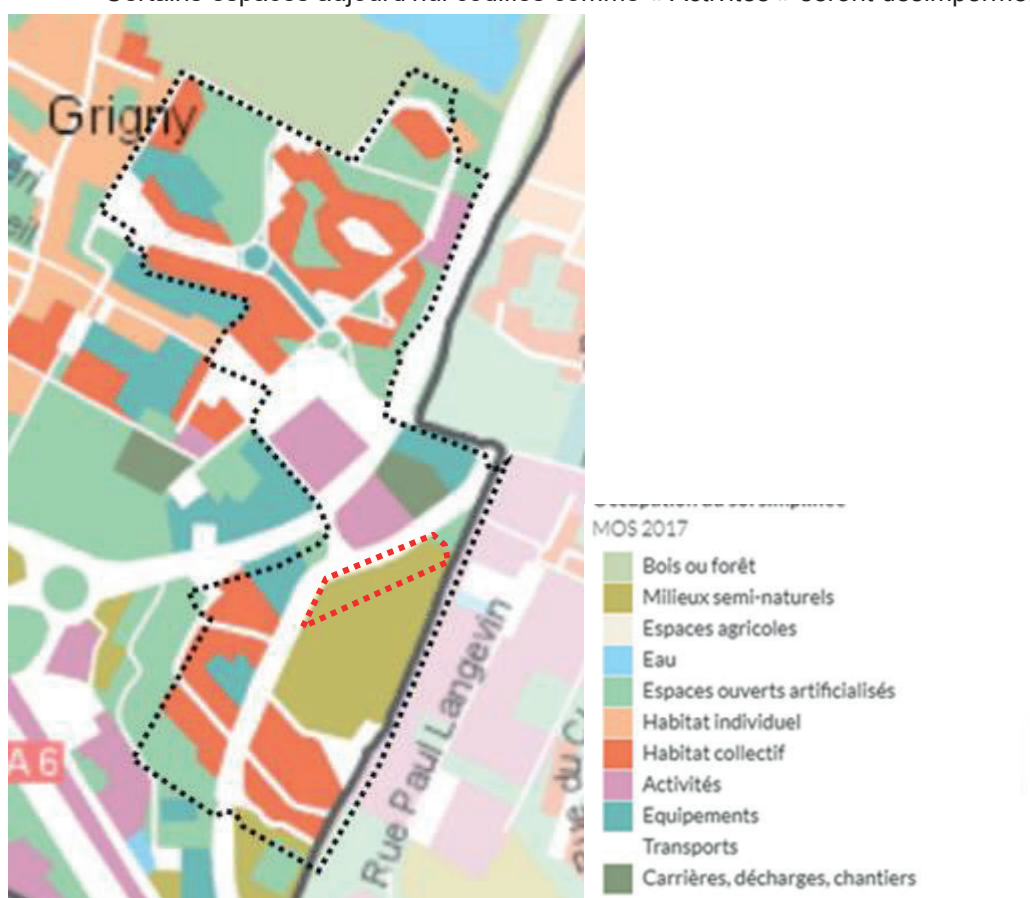 Grigny
A 6
Rue Paul Langevin
MOS 2017
Bois ou forêt
Milieux semi-naturels
Espaces agricoles
Eau
Espaces ouverts artificialisés
Habitat individuel
Habitat collectif
Activités
Equipements
Transports
Carrières, décharges, chantiers